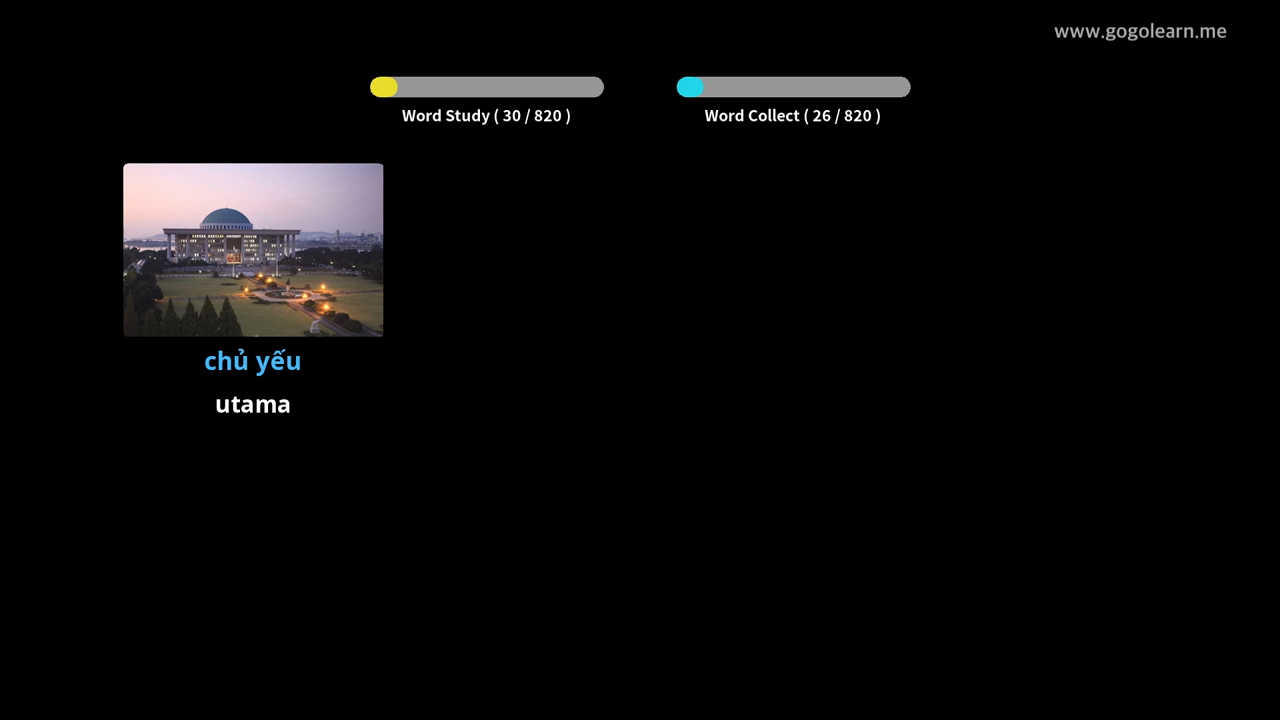 www.gogolearn.me
Word Study ( 30 / 820 )
Word Collect ( 26 / 820 )
chủ yếu
utama